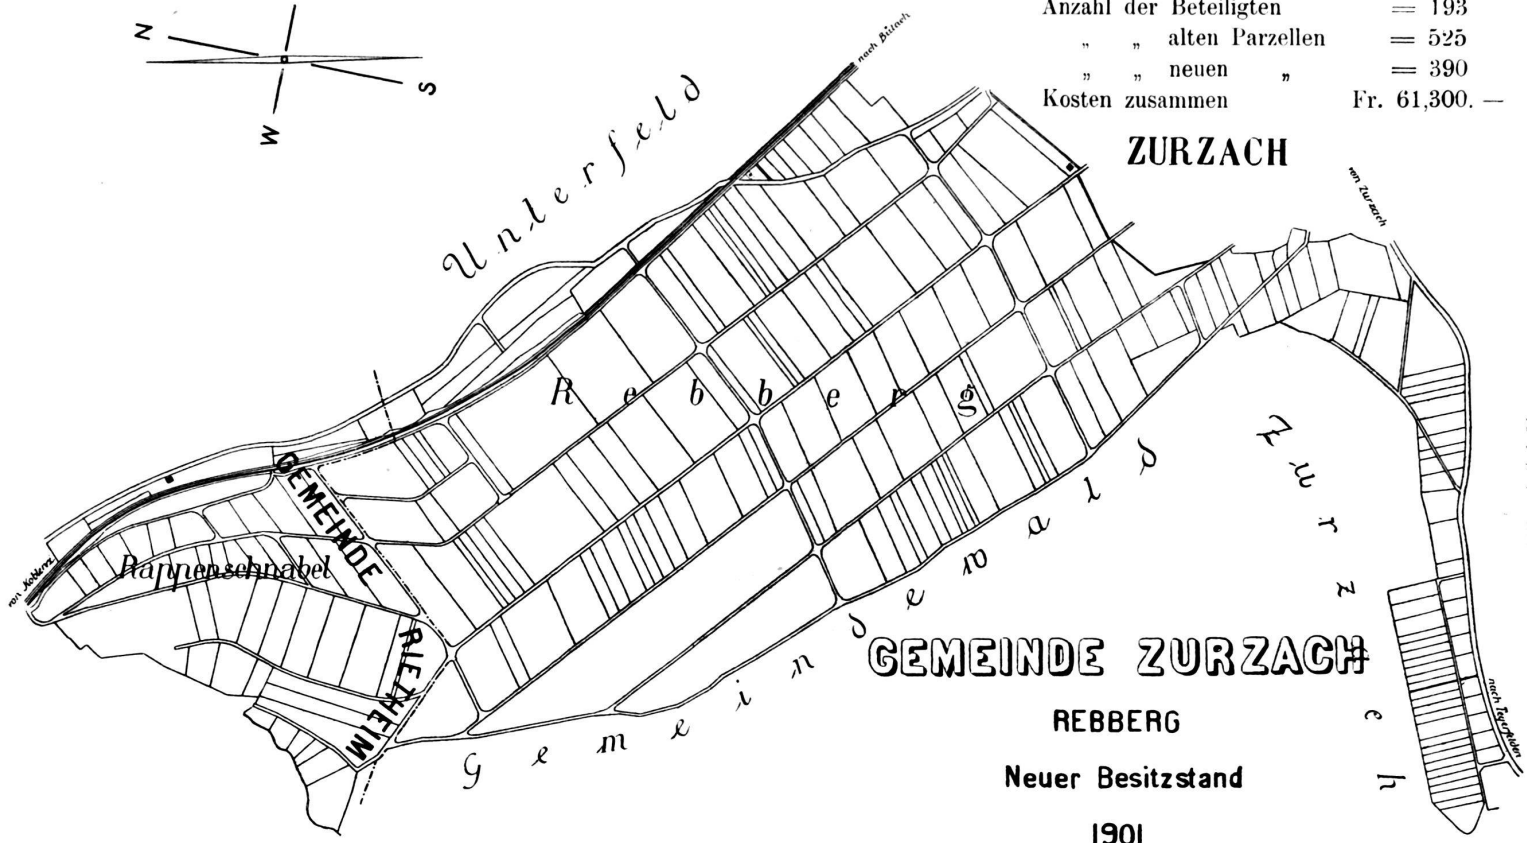 Anzahl der Beteiligten = 193
„ „ alten Parzellen = 525
„ „ neuen „ = 390
Kosten zusammen Fr. 61,300. —
ZURZACH
N
S
W
nach Bülach
Unterfeld
von Zurzach
Rebberg
GEMEINDE
RIETHEIM
Rappenschnabel
von Koblenz
Gemeindewald
Zurzach
GEMEINDE ZURZACH
REBBERG
Neuer Besitzstand
1901
nach Tegerfelden